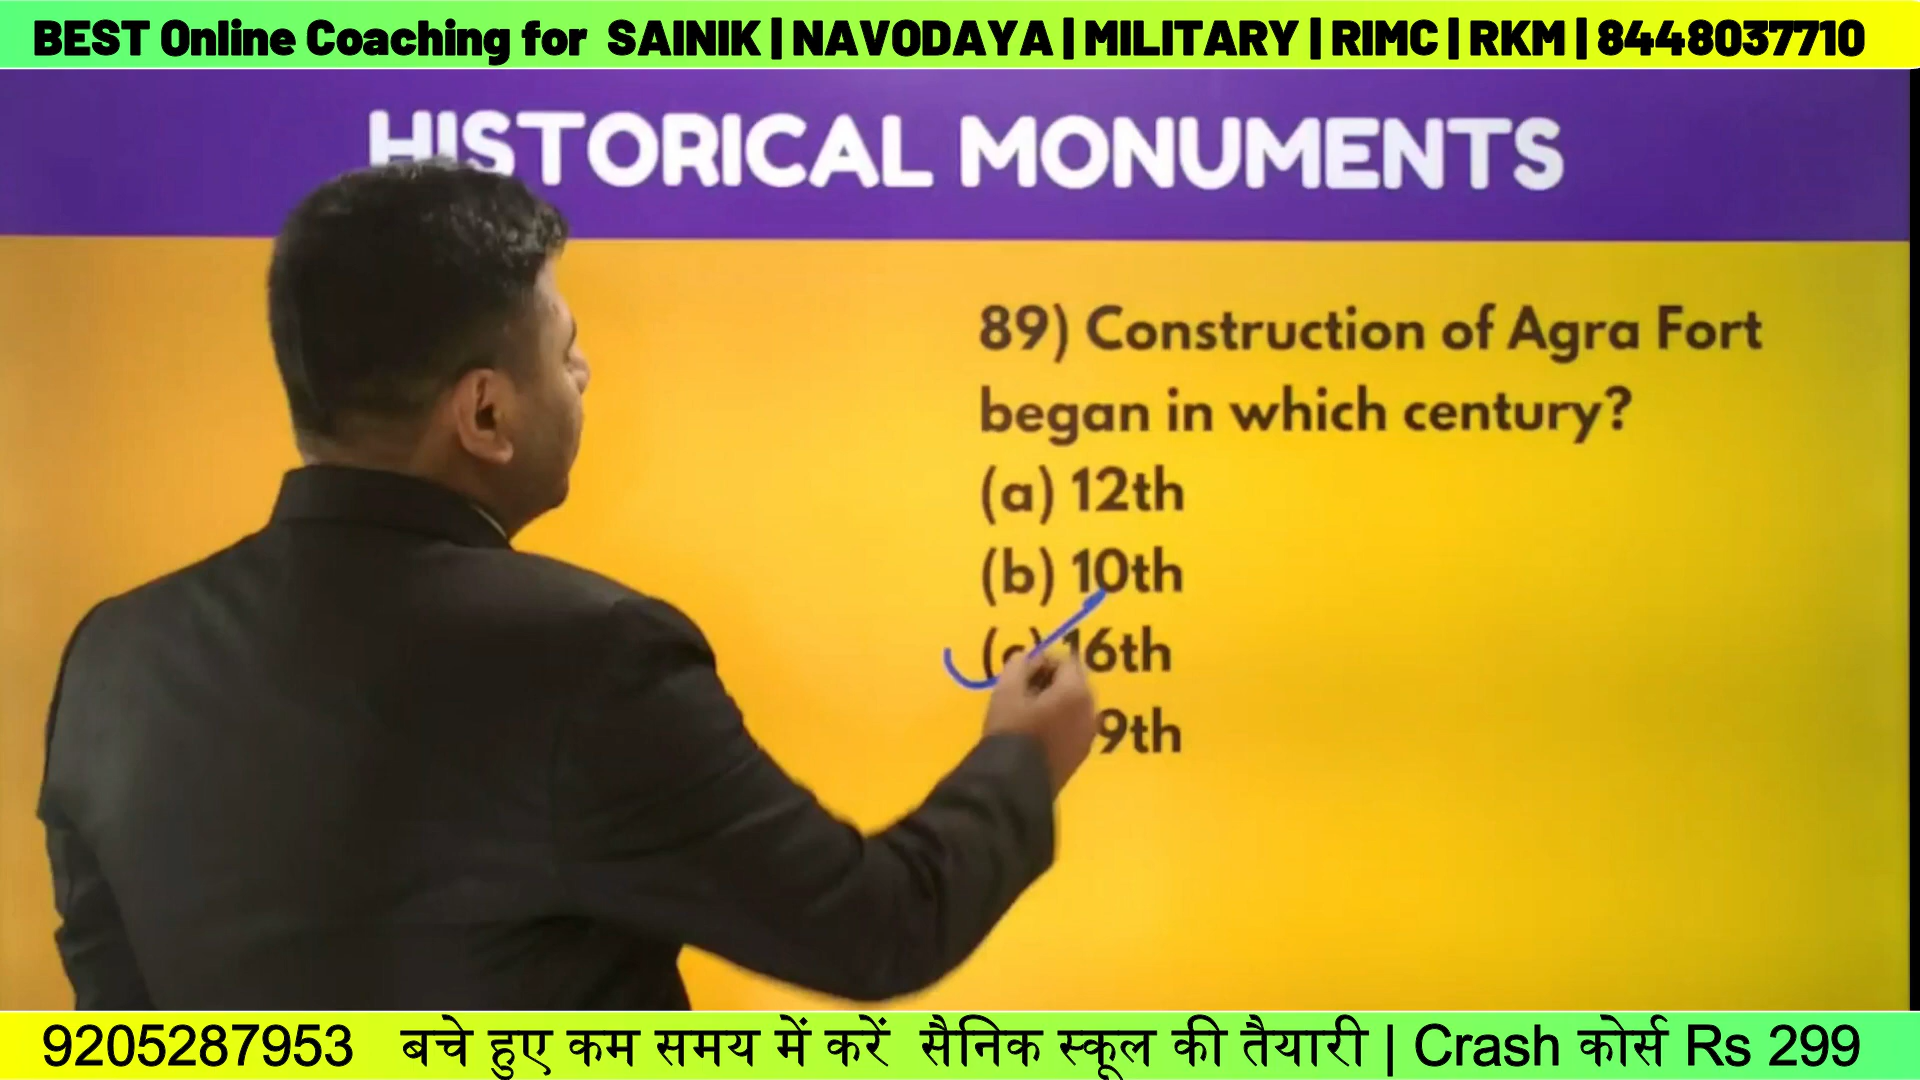 BEST Online Coaching for SAINIK | NAVODAYA | MILITARY | RIMC | RKM | 8448037710
HISTORICAL MONUMENTS
89) Construction of Agra Fort
began in which century?
(a) 12th
(b) 10th
(c) 16th
9th
9205287953 बचे हुए कम समय में करें सैनिक स्कूल की तैयारी | Crash कोर्स Rs 299